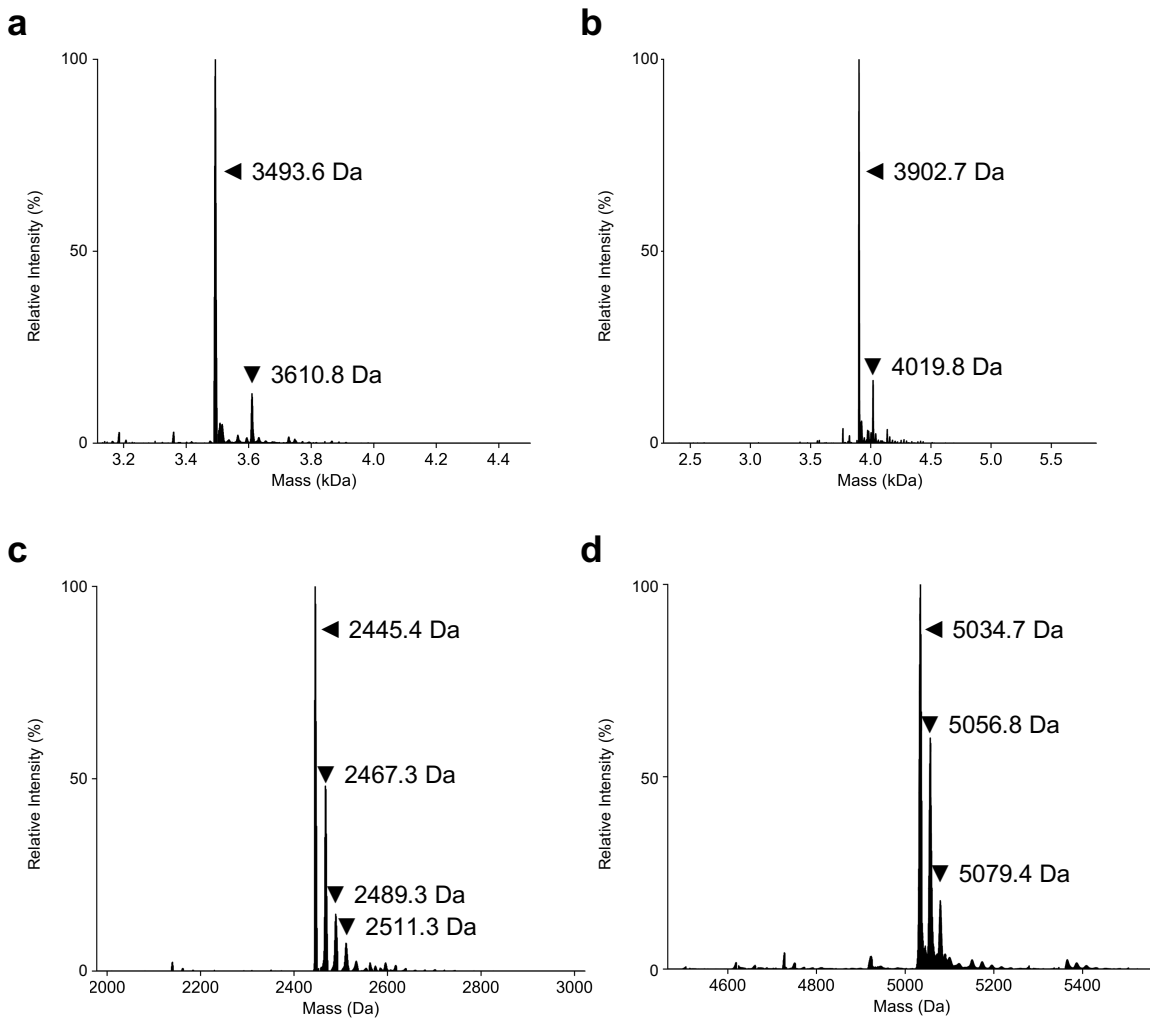 a
100
50
0
Relative Intensity (%)
◄ 3493.6 Da
▼ 3610.8 Da
3.2 3.4 3.6 3.8 4.0 4.2 4.4
Mass (kDa)
b
100
50
0
Relative Intensity (%)
◄ 3902.7 Da
▼ 4019.8 Da
2.5 3.0 3.5 4.0 4.5 5.0 5.5
Mass (kDa)
c
100
50
0
Relative Intensity (%)
◄ 2445.4 Da
▼ 2467.3 Da
▼ 2489.3 Da
▼ 2511.3 Da
2000 2200 2400 2600 2800 3000
Mass (Da)
d
100
50
0
Relative Intensity (%)
◄ 5034.7 Da
▼ 5056.8 Da
▼ 5079.4 Da
4600 4800 5000 5200 5400
Mass (Da)